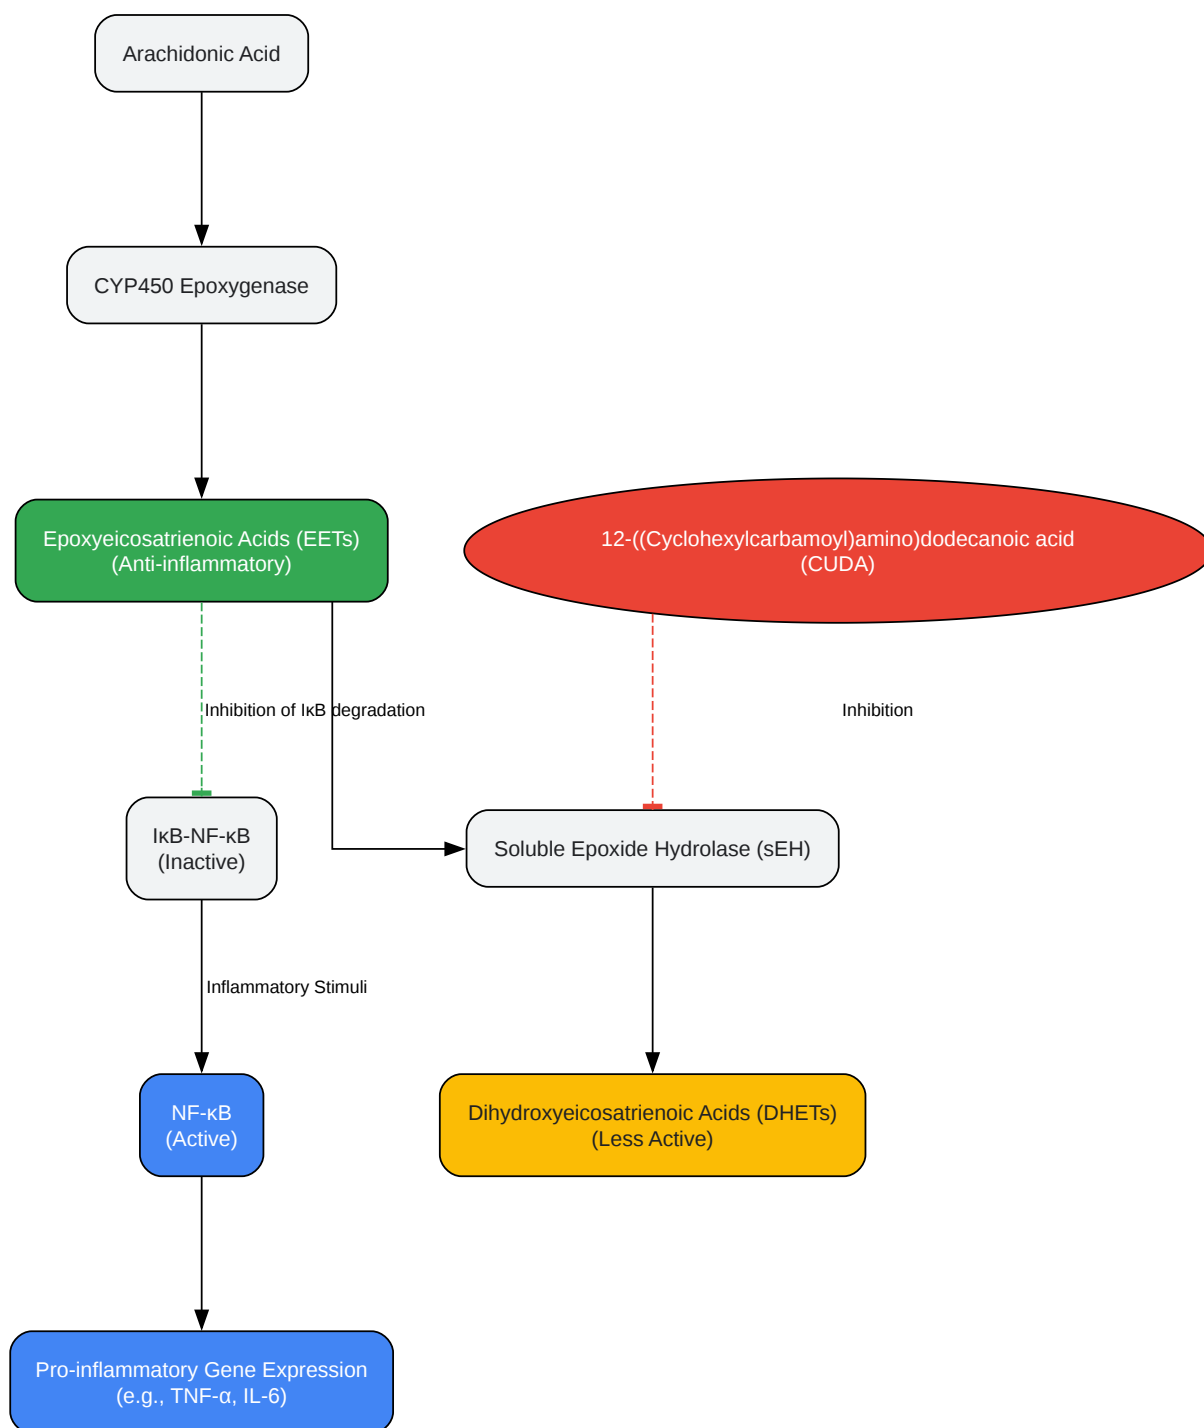 Arachidonic Acid
CYP450 Epoxygenase
Epoxyeicosatrienoic Acids (EETs)
(Anti-inflammatory)
12-((Cyclohexylcarbamoyl)amino)dodecanoic acid
(CUDA)
Inhibition of IκB degradation
Inhibition
IκB-NF-κB
(Inactive)
Soluble Epoxide Hydrolase (sEH)
Inflammatory Stimuli
NF-κB
(Active)
Dihydroxyeicosatrienoic Acids (DHETs)
(Less Active)
Pro-inflammatory Gene Expression
(e.g., TNF-α, IL-6)